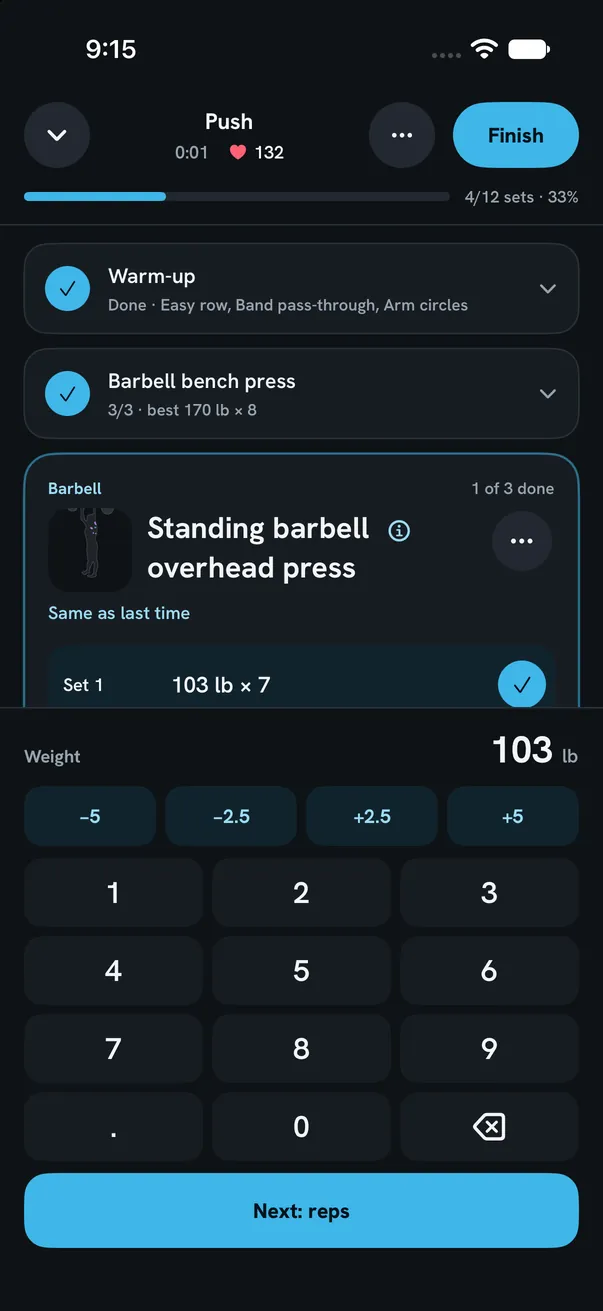 9:15
Push
0:01 132
Finish
4/12 sets · 33%
Warm-up
Done · Easy row, Band pass-through, Arm circles
Barbell bench press
3/3 · best 170 lb × 8
Barbell
1 of 3 done
Standing barbell
overhead press
Same as last time
Set 1 103 lb × 7
Weight 103 lb
–5 –2.5 +2.5 +5
1 2 3
4 5 6
7 8 9
. 0
Next: reps